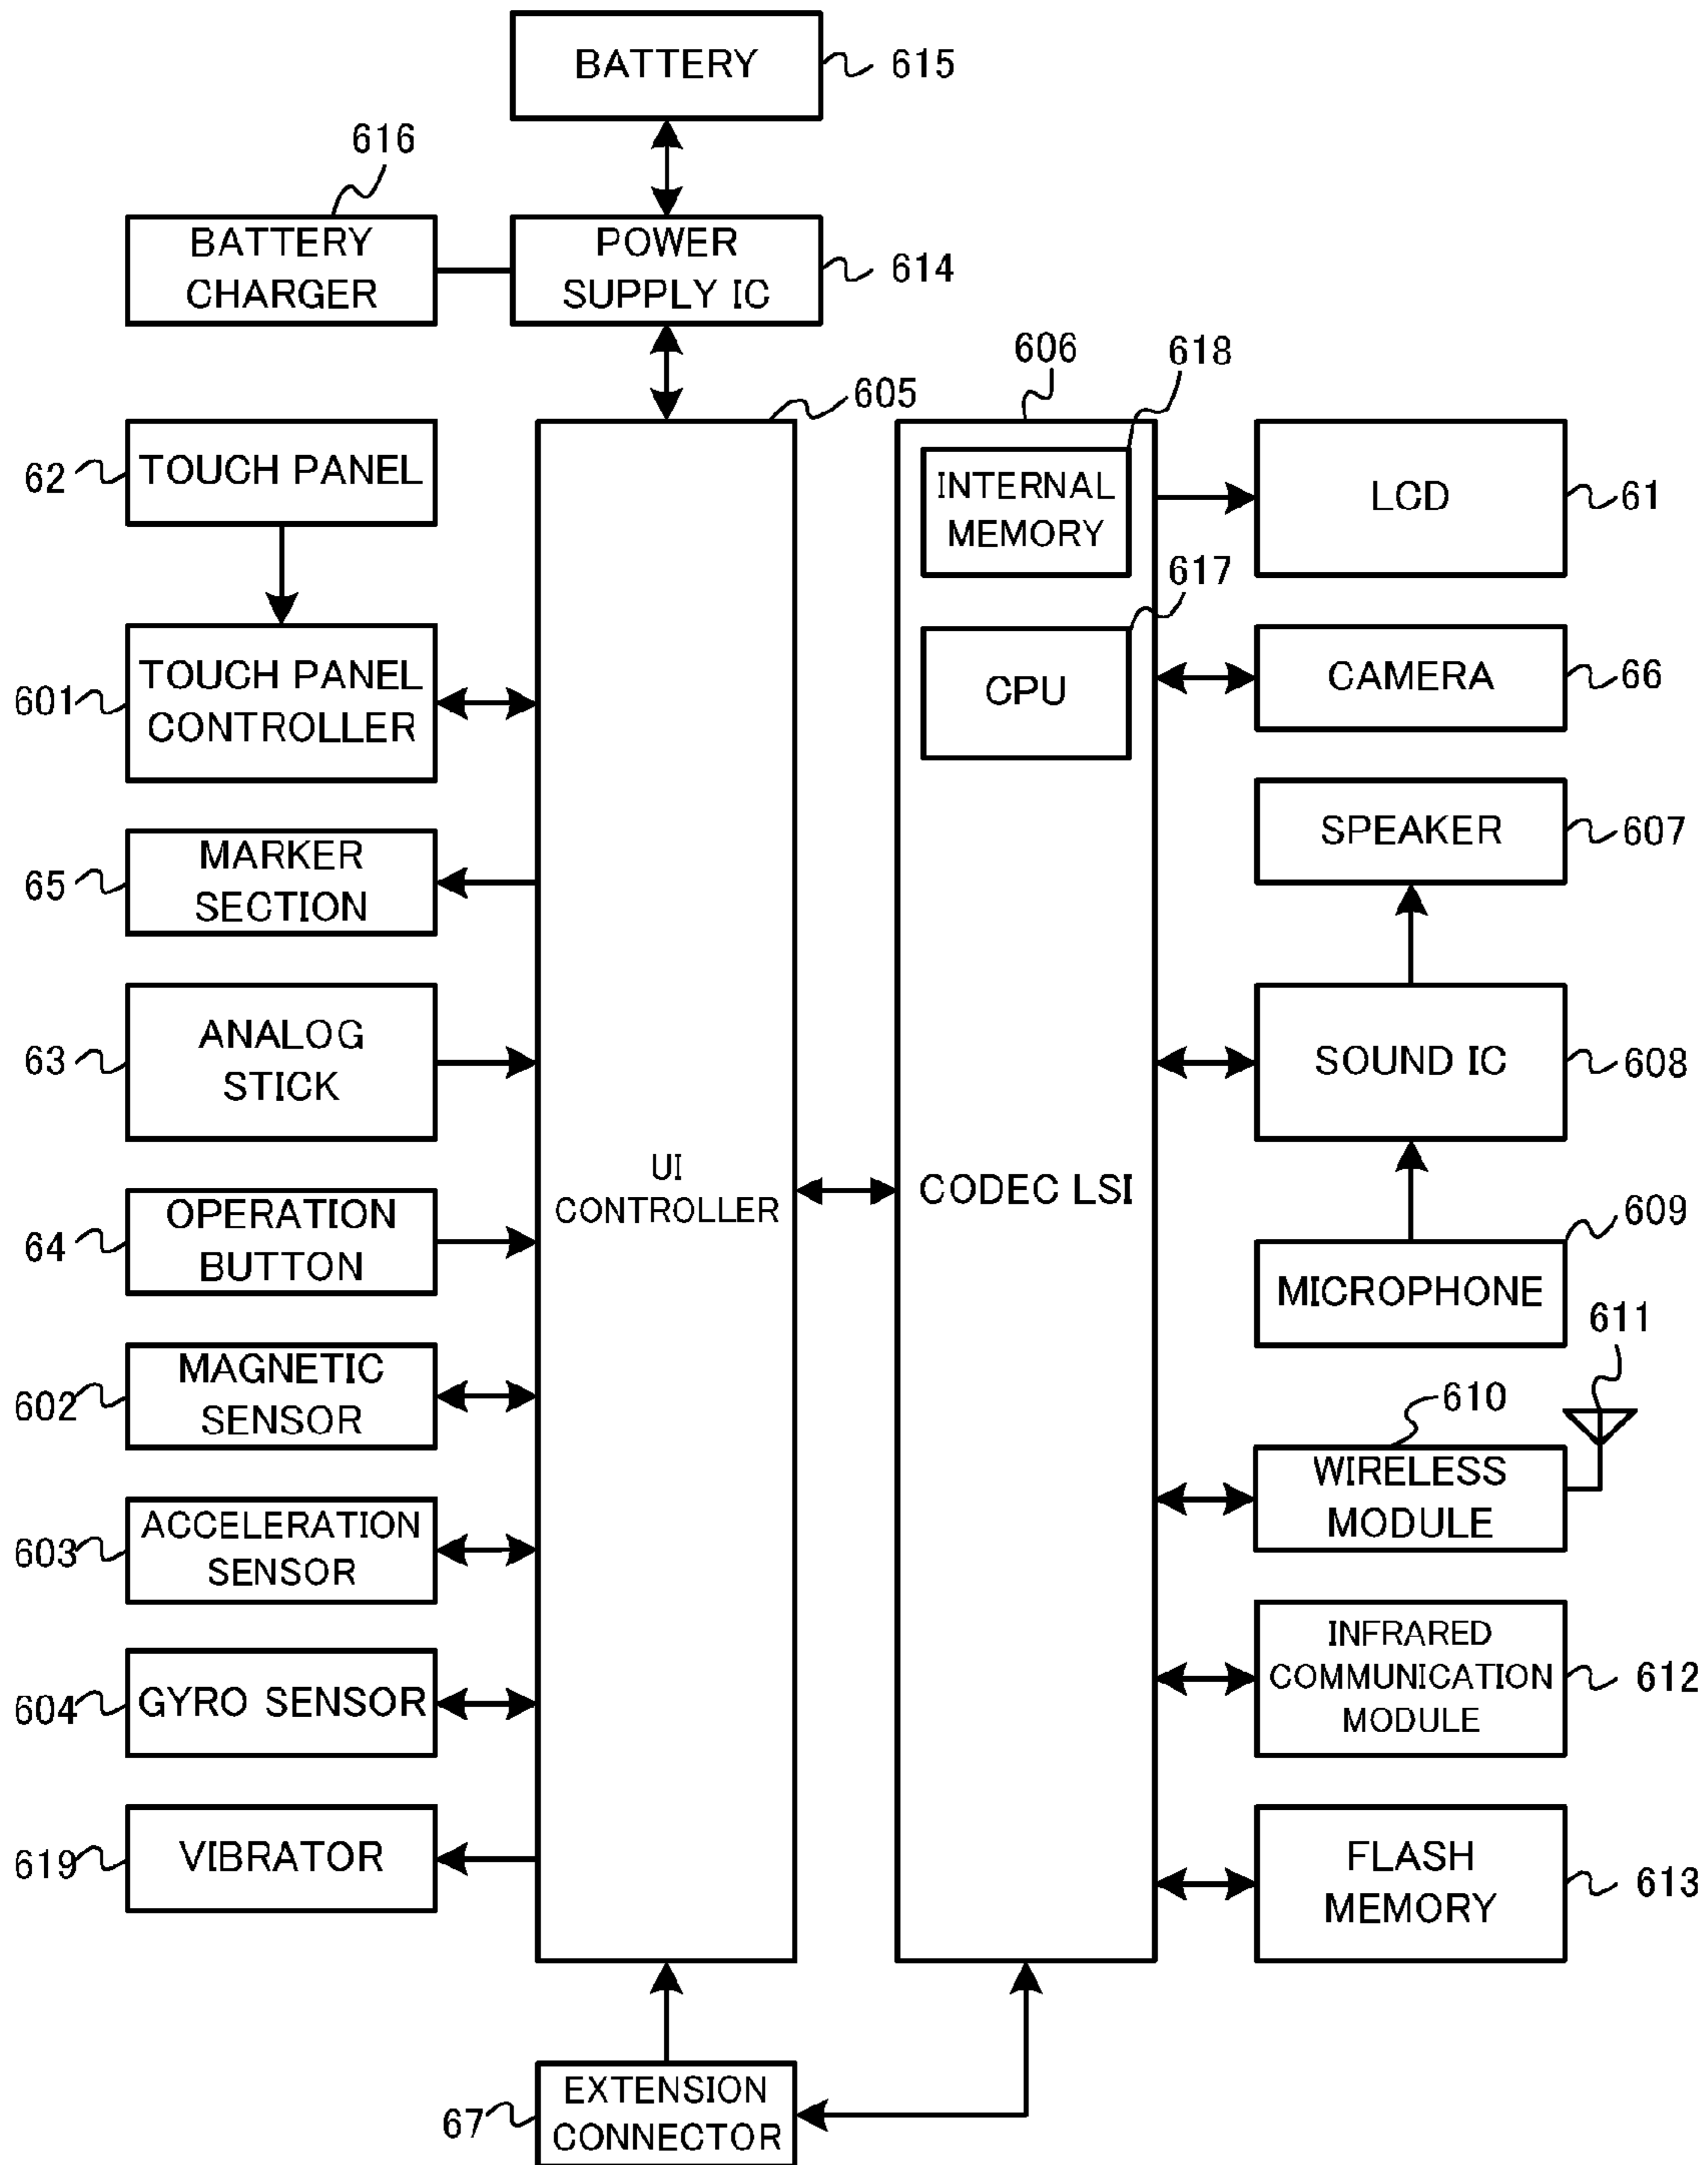 BATTERY
615
616
BATTERY
CHARGER
POWER
SUPPLY IC
614
605
606
618
62
TOUCH PANEL
INTERNAL
MEMORY
LCD
61
617
601
TOUCH PANEL
CONTROLLER
CPU
CAMERA
66
SPEAKER
607
65
MARKER
SECTION
63
ANALOG
STICK
SOUND IC
608
UI
CONTROLLER
CODEC LSI
64
OPERATION
BUTTON
609
MICROPHONE
611
602
MAGNETIC
SENSOR
610
WIRELESS
MODULE
603
ACCELERATION
SENSOR
604
GYRO SENSOR
INFRARED
COMMUNICATION
MODULE
612
619
VIBRATOR
FLASH
MEMORY
613
67
EXTENSION
CONNECTOR